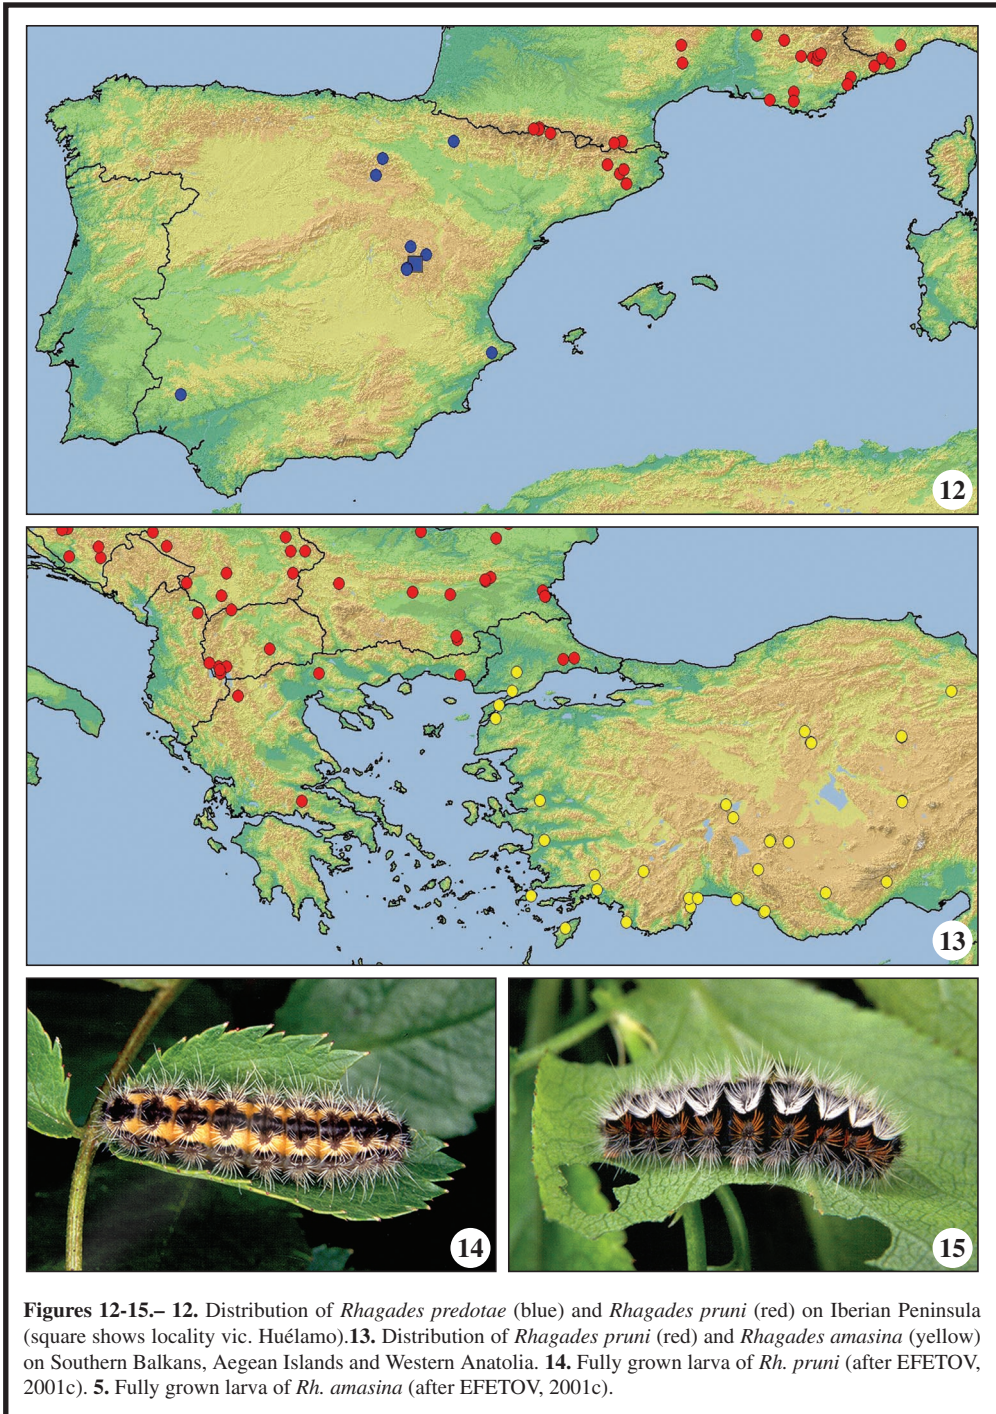 12
13
14
15
Figures 12-15.– 12. Distribution of Rhagades predotae (blue) and Rhagades pruni (red) on Iberian Peninsula
(square shows locality vic. Huélamo).13. Distribution of Rhagades pruni (red) and Rhagades amasina (yellow)
on Southern Balkans, Aegean Islands and Western Anatolia. 14. Fully grown larva of Rh. pruni (after EFETOV,
2001c). 5. Fully grown larva of Rh. amasina (after EFETOV, 2001c).